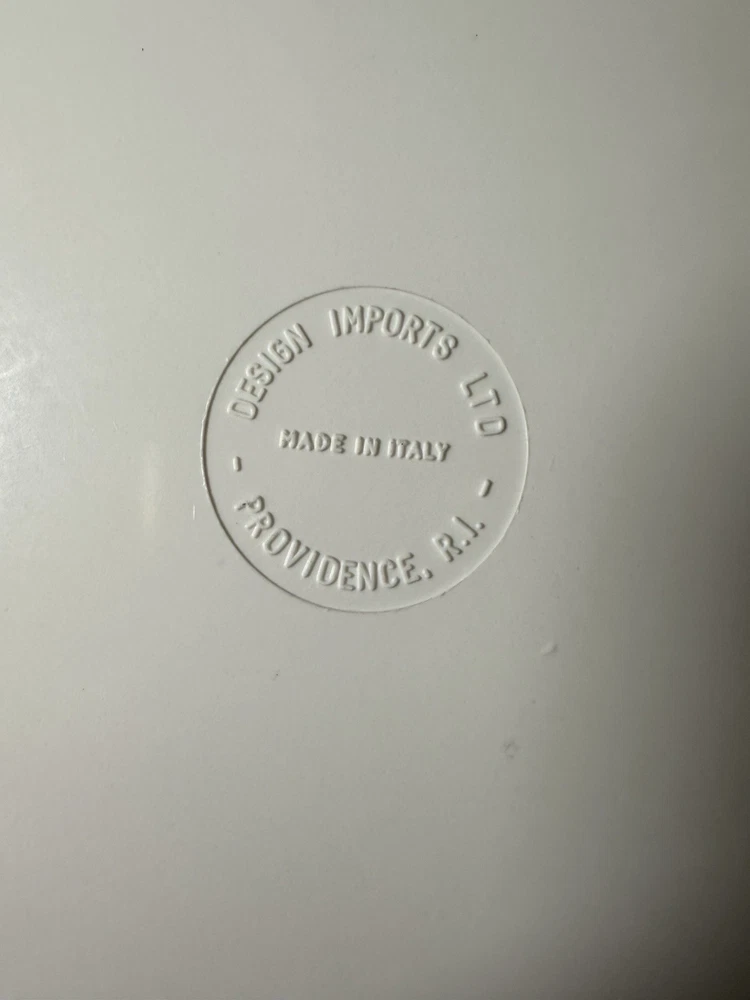 DESIGN IMPORTS LTD
MADE IN ITALY
- PROVIDENCE, R.I. -